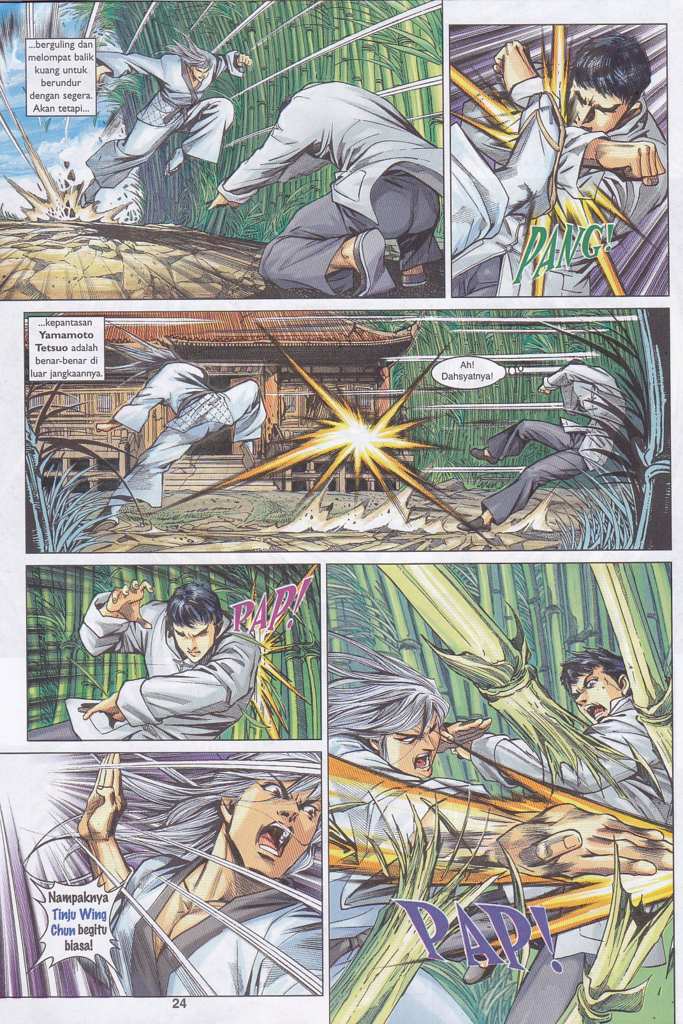 ...berguling dan
melompat balik
kuang untuk
berundur
dengan segera.
Akan tetapi...
PANG!
...kepantasan
Yamamoto
Tetsuo adalah
benar-benar di
luar jangkaannya.
Ah!
Dahsyatnya!
PAP!
Nampaknya
Tinju Wing
Chun begitu
biasa!
PAP!
24